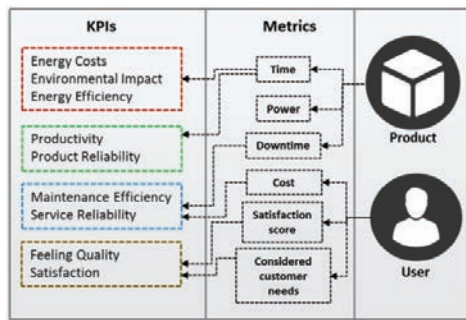 KPIs
Energy Costs
Environmental Impact
Energy Efficiency
Productivity
Product Reliability
Maintenance Efficiency
Service Reliability
Feeling Quality
Satisfaction
Metrics
Time
Power
Downtime
Cost
Satisfaction
score
Considered
customer
needs
Product
User